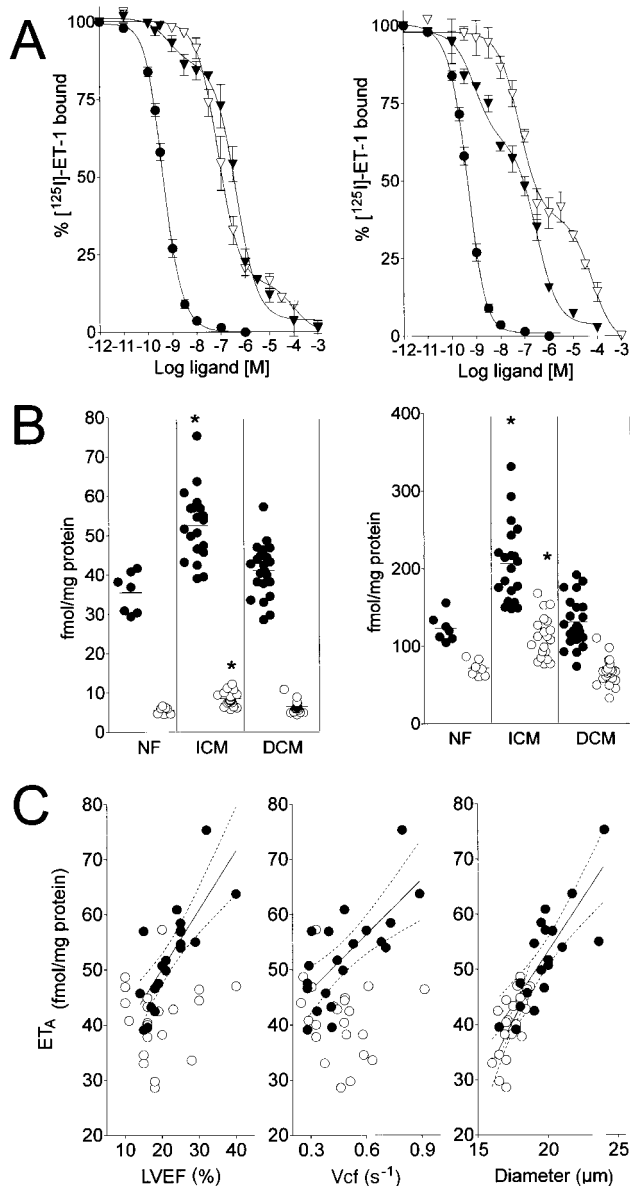 A
% [¹²⁵I]-ET-1 bound
100
75
50
25
0
-12 -11 -10 -9 -8 -7 -6 -5 -4 -3
Log ligand [M]
% [¹²⁵I]-ET-1 bound
100
75
50
25
0
-12 -11 -10 -9 -8 -7 -6 -5 -4 -3
Log ligand [M]
B
fmol/mg protein
80
70
60
50
40
30
20
10
0
*
*
NF ICM DCM
fmol/mg protein
400
300
200
100
0
*
*
NF ICM DCM
C
ET_A (fmol/mg protein)
80
70
60
50
40
30
20
10 20 30 40
LVEF (%)
80
70
60
50
40
30
20
0.3 0.6 0.9
Vcf (s⁻¹)
80
70
60
50
40
30
20
15 20 25
Diameter (µm)